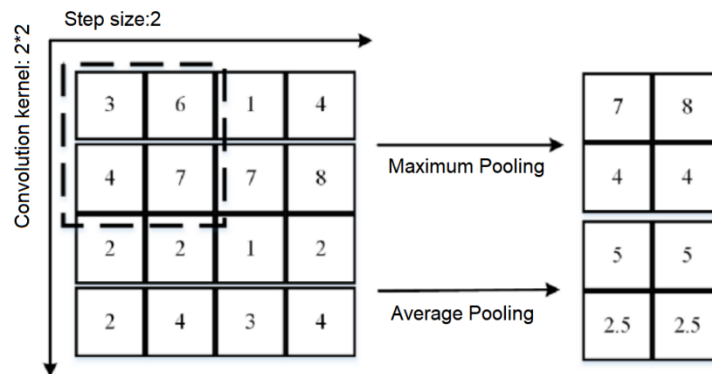 Step size:2
Convolution kernel: 2*2
3 6 1 4
4 7 7 8
2 2 1 2
2 4 3 4
Maximum Pooling
7 8
4 4
Average Pooling
5 5
2.5 2.5